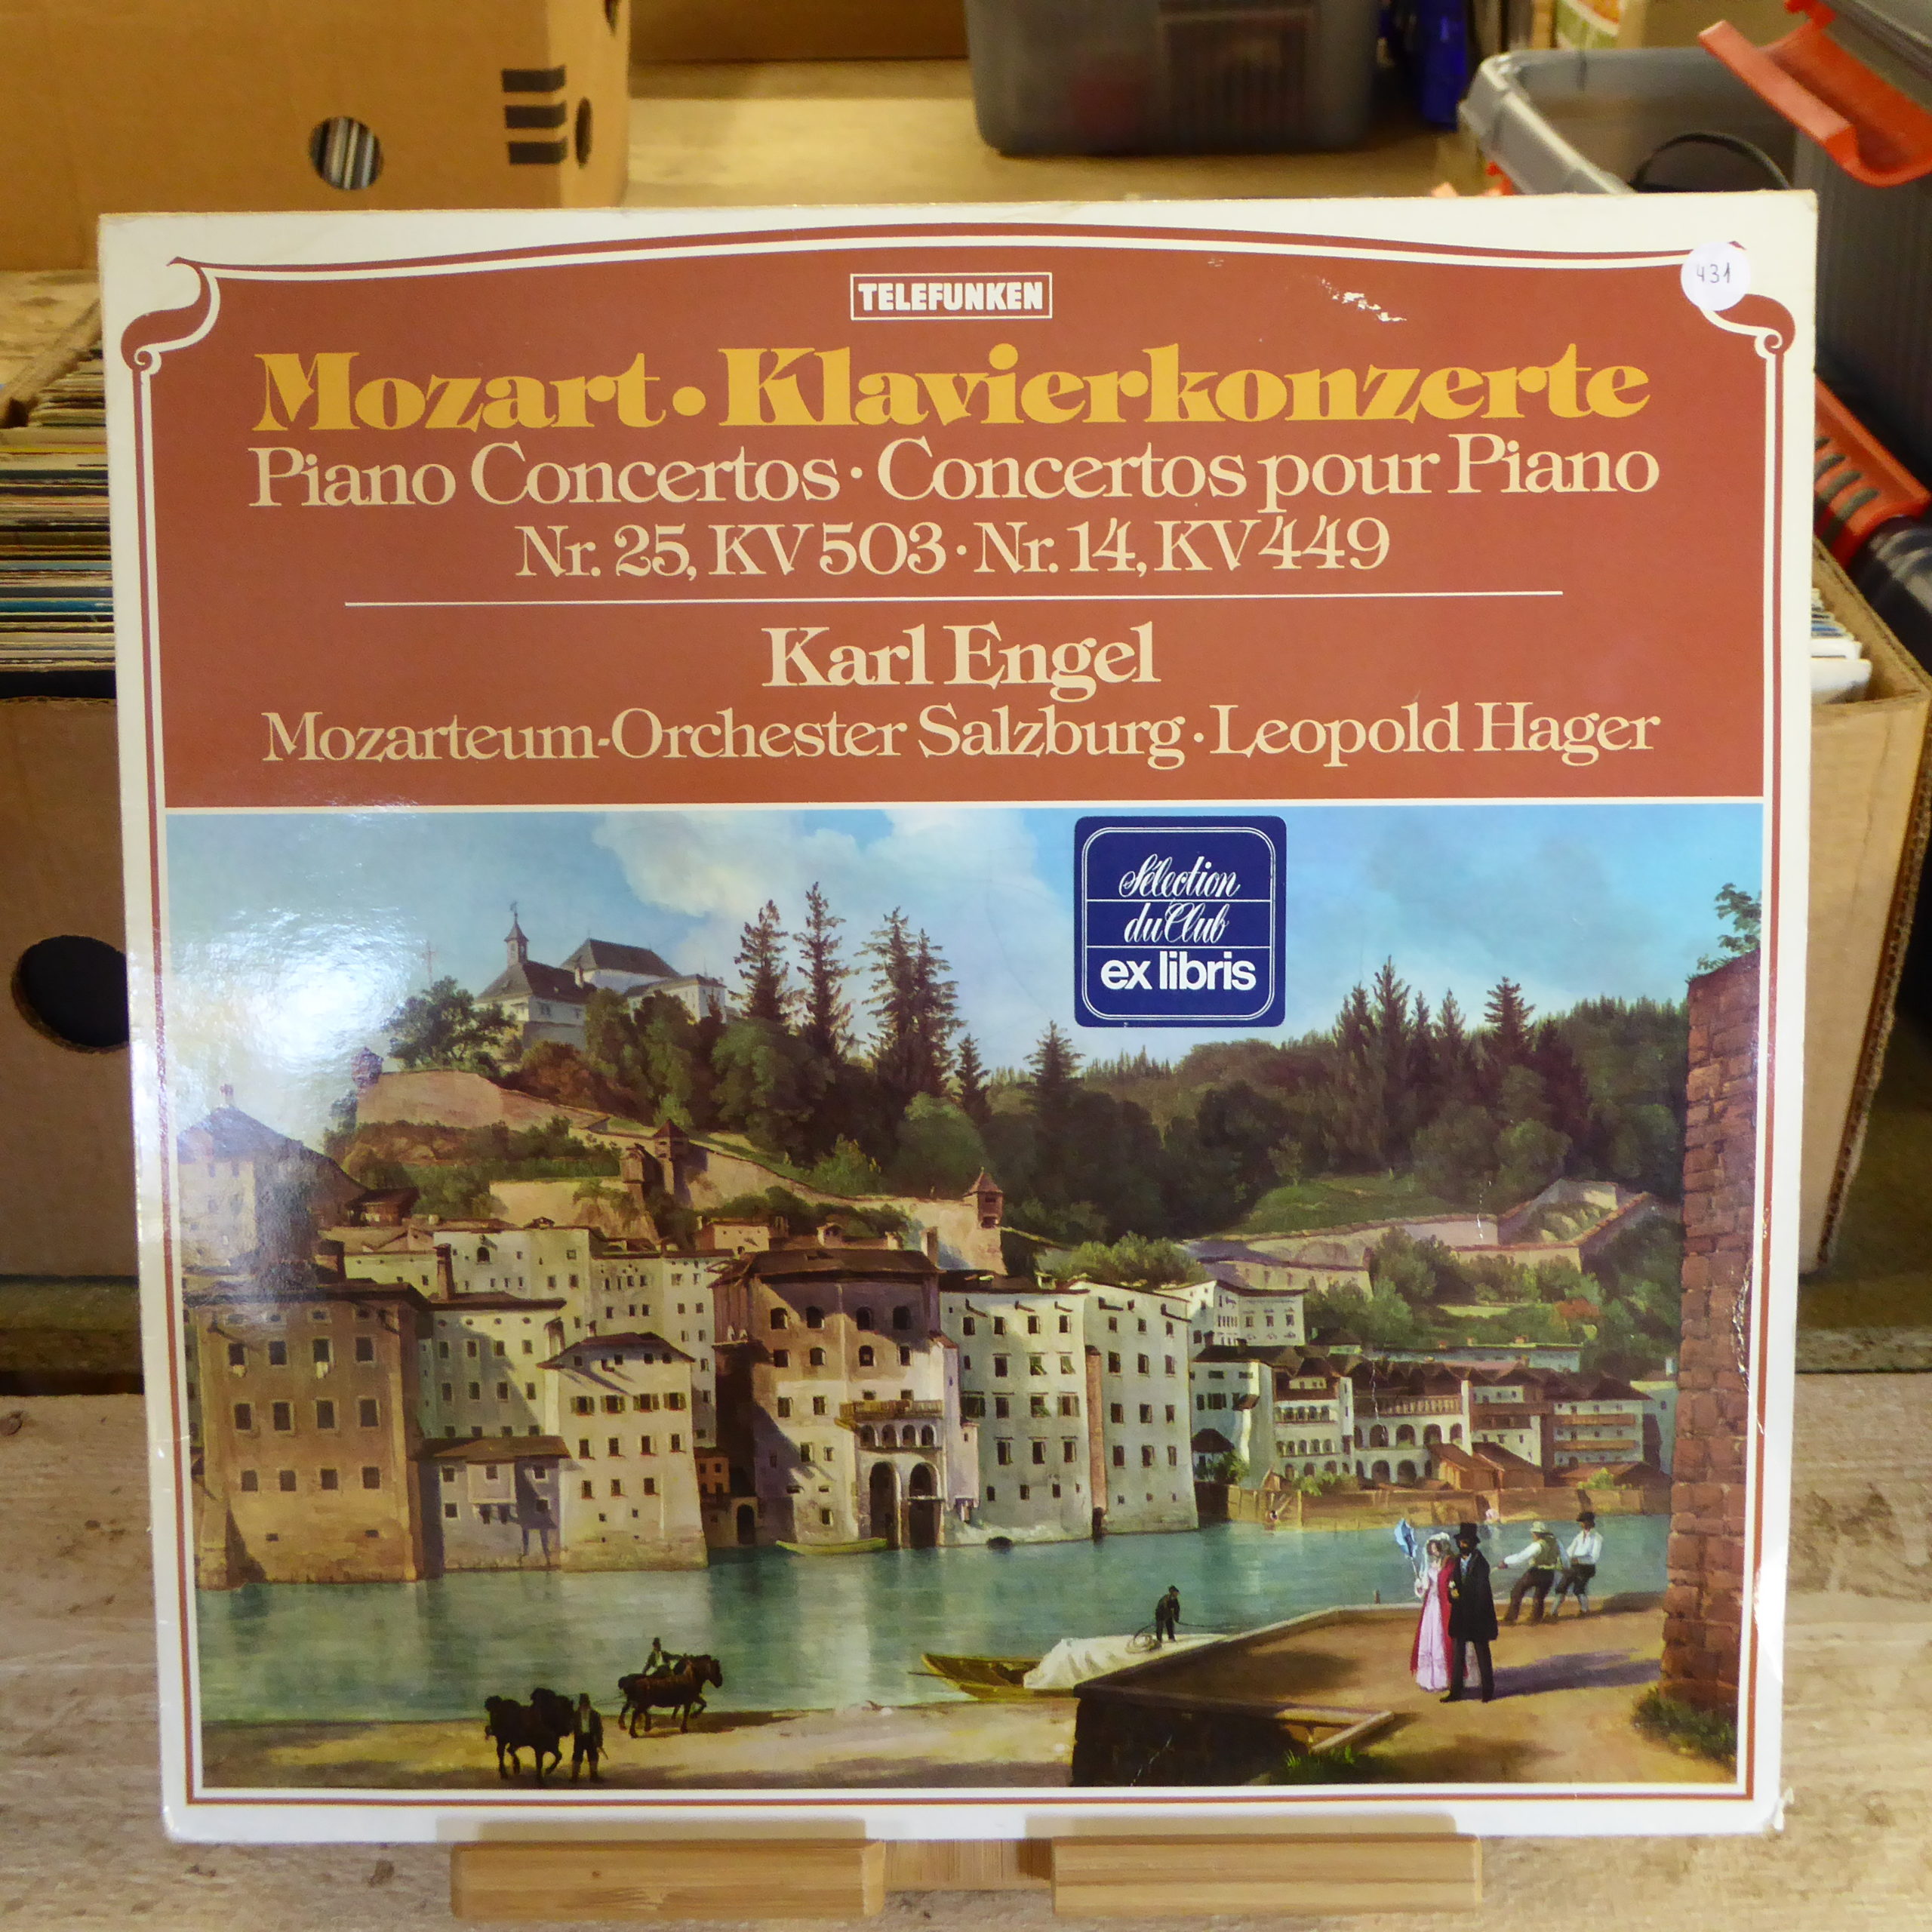 431
TELEFUNKEN
Mozart · Klavierkonzerte
Piano Concertos · Concertos pour Piano
Nr. 25, KV 503 · Nr. 14, KV 449
Karl Engel
Mozarteum-Orchester Salzburg · Leopold Hager
Sélection
du Club
ex libris